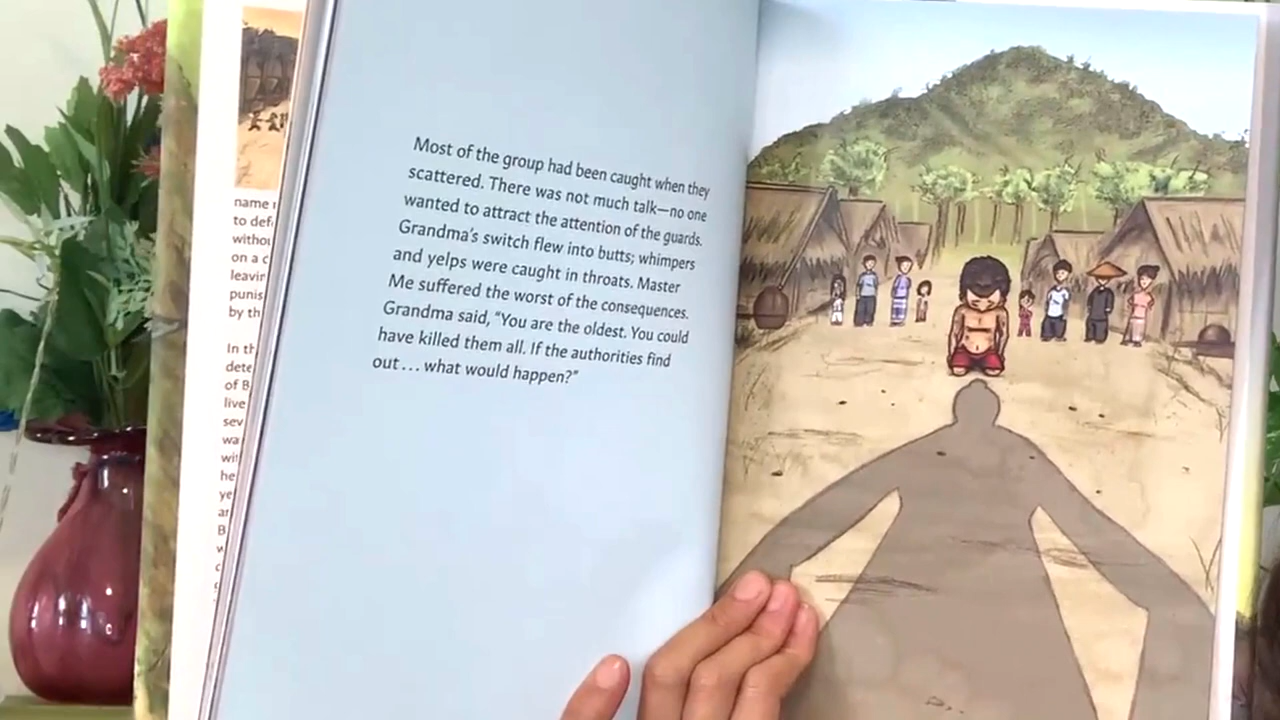 name
to def
witho
on a c
leavin
punis
by th
In th
dete
of B
live
sev
wa
wit
he
ye
ar
B
w
Most of the group had been caught when they
scattered. There was not much talk—no one
wanted to attract the attention of the guards.
Grandma's switch flew into butts; whimpers
and yelps were caught in throats. Master
Me suffered the worst of the consequences.
Grandma said, "You are the oldest. You could
have killed them all. If the authorities find
out . . . what would happen?"